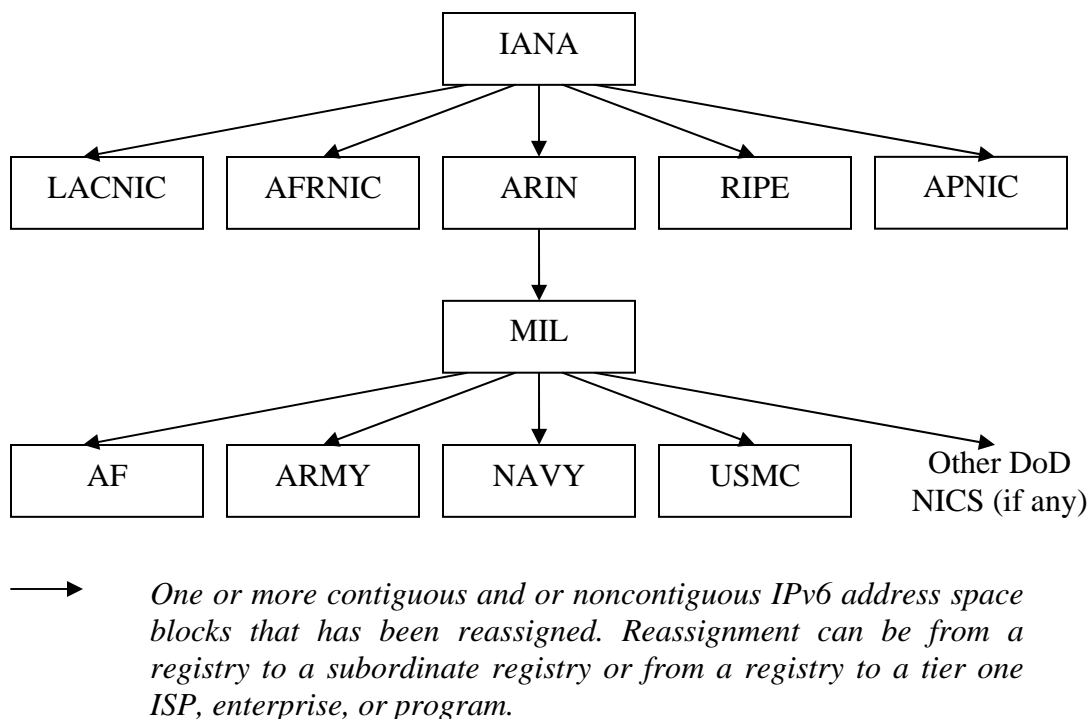 IANA
LACNIC
AFRNIC
ARIN
RIPE
APNIC
MIL
AF
ARMY
NAVY
USMC
Other DoD
NICS (if any)
One or more contiguous and or noncontiguous IPv6 address space
blocks that has been reassigned. Reassignment can be from a
registry to a subordinate registry or from a registry to a tier one
ISP, enterprise, or program.